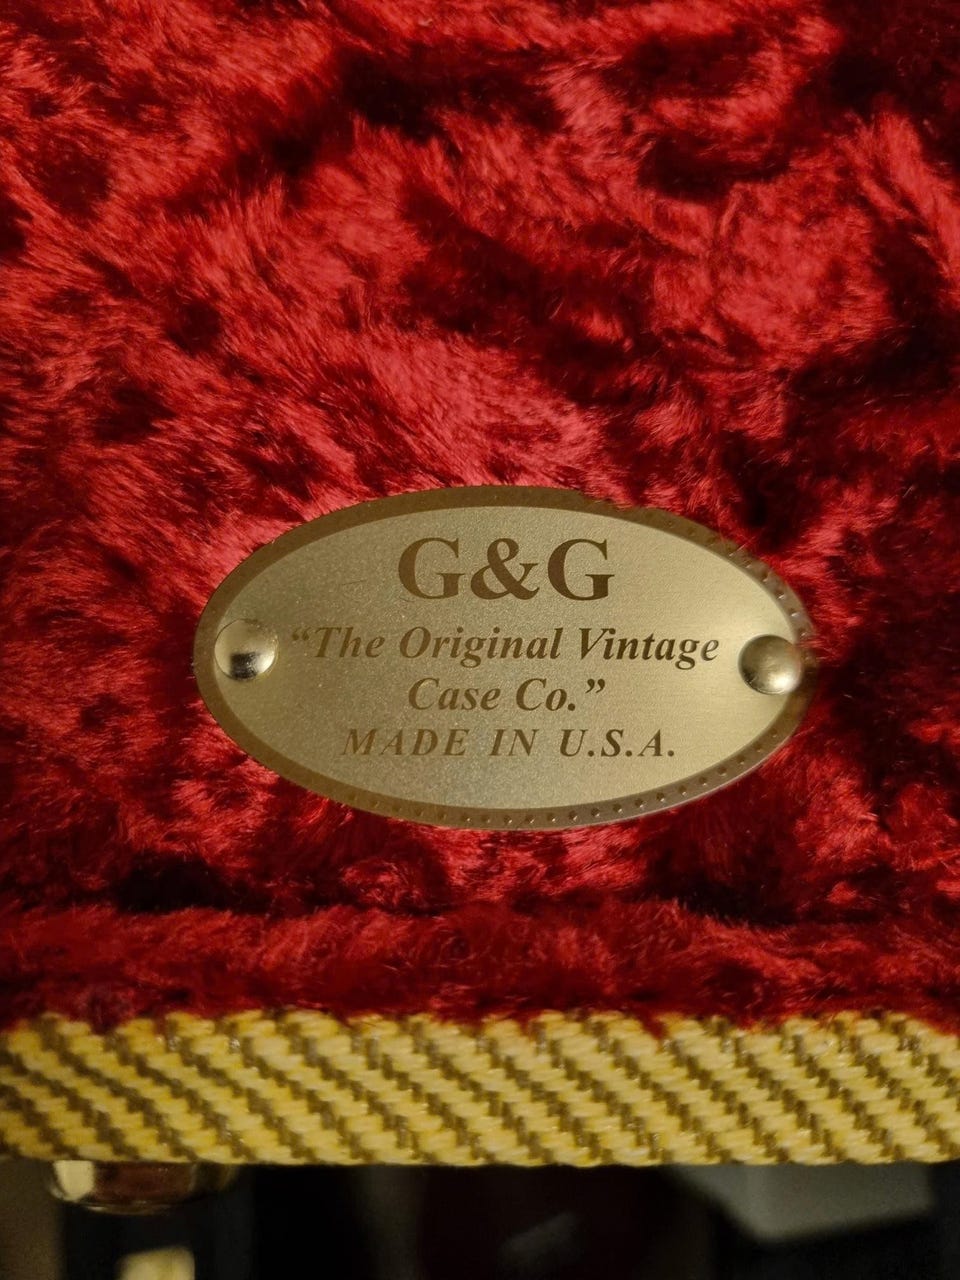 G&G
“The Original Vintage
Case Co.”
MADE IN U.S.A.